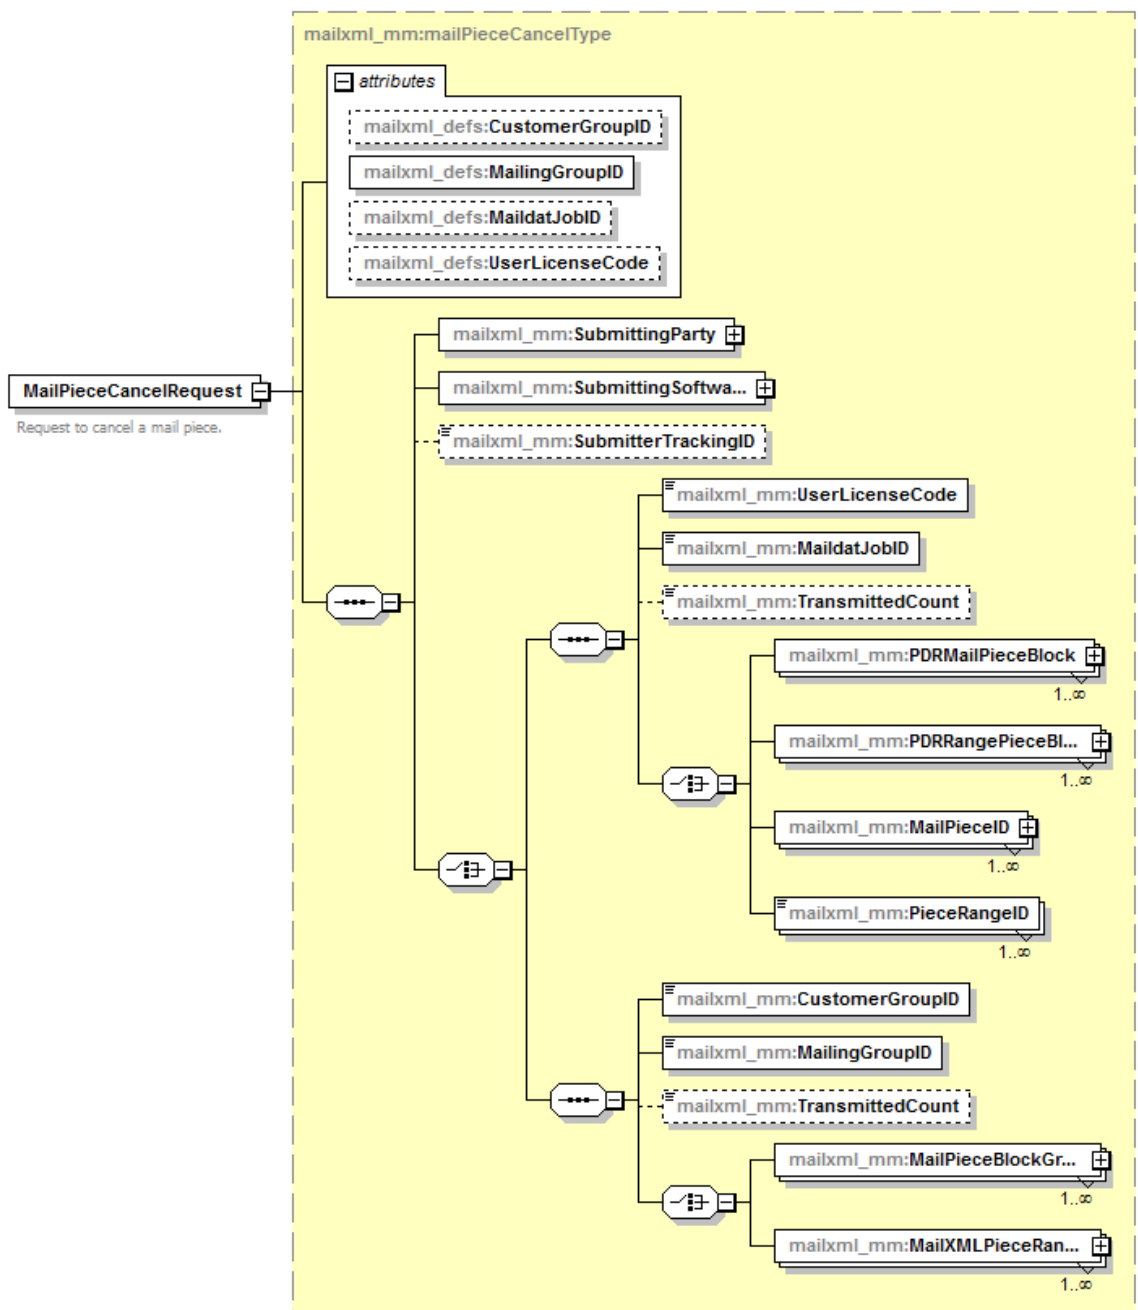 mailxml_mm:mailPieceCancelType
attributes
mailxml_defs:CustomerGroupID
mailxml_defs:MailingGroupID
mailxml_defs:MaildatJobID
mailxml_defs:UserLicenseCode
mailxml_mm:SubmittingParty
MailPieceCancelRequest
mailxml_mm:SubmittingSoftwa...
Request to cancel a mail piece.
mailxml_mm:SubmitterTrackingID
mailxml_mm:UserLicenseCode
mailxml_mm:MaildatJobID
mailxml_mm:TransmittedCount
mailxml_mm:PDRMailPieceBlock
1..∞
mailxml_mm:PDRRangePieceBl...
1..∞
mailxml_mm:MailPieceID
1..∞
mailxml_mm:PieceRangeID
1..∞
mailxml_mm:CustomerGroupID
mailxml_mm:MailingGroupID
mailxml_mm:TransmittedCount
mailxml_mm:MailPieceBlockGr...
1..∞
mailxml_mm:MailXMLPieceRan...
1..∞